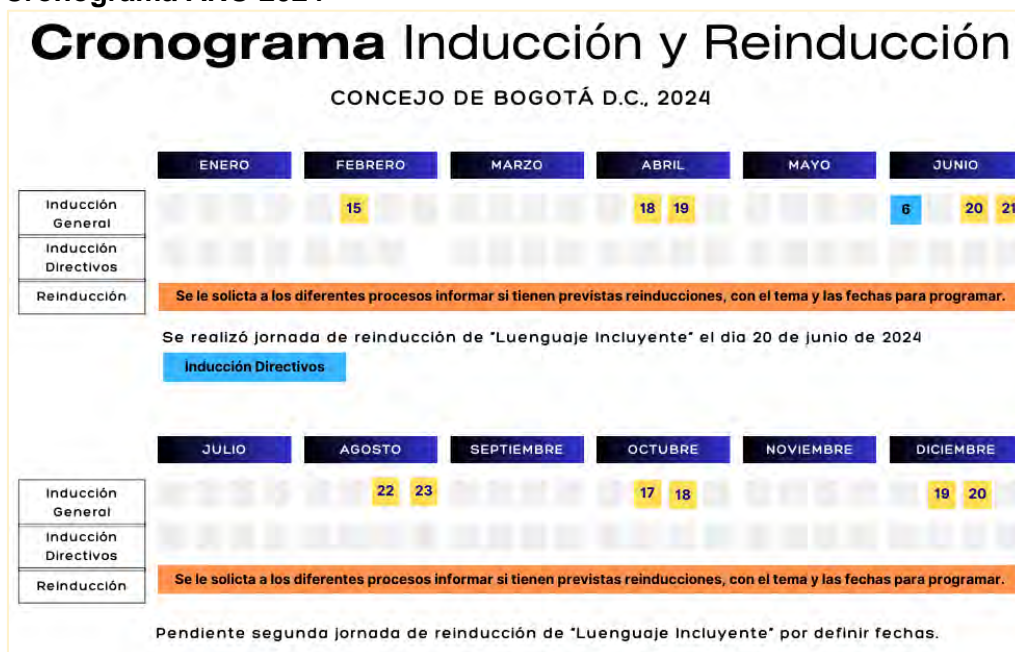 Cronograma AÑO 2024
Cronograma Inducción y Reinducción
CONCEJO DE BOGOTÁ D.C., 2024
ENERO FEBRERO MARZO ABRIL MAYO JUNIO
Inducción General 15 18 19 6 20 21
Inducción Directivos
Reinducción Se le solicita a los diferentes procesos informar si tienen previstas reinducciones, con el tema y las fechas para programar.
Se realizó jornada de reinducción de "Luenguaje Incluyente" el día 20 de junio de 2024
Inducción Directivos
JULIO AGOSTO SEPTIEMBRE OCTUBRE NOVIEMBRE DICIEMBRE
Inducción General 22 23 17 18 19 20
Inducción Directivos
Reinducción Se le solicita a los diferentes procesos informar si tienen previstas reinducciones, con el tema y las fechas para programar.
Pendiente segunda jornada de reinducción de "Luenguaje Incluyente" por definir fechas.